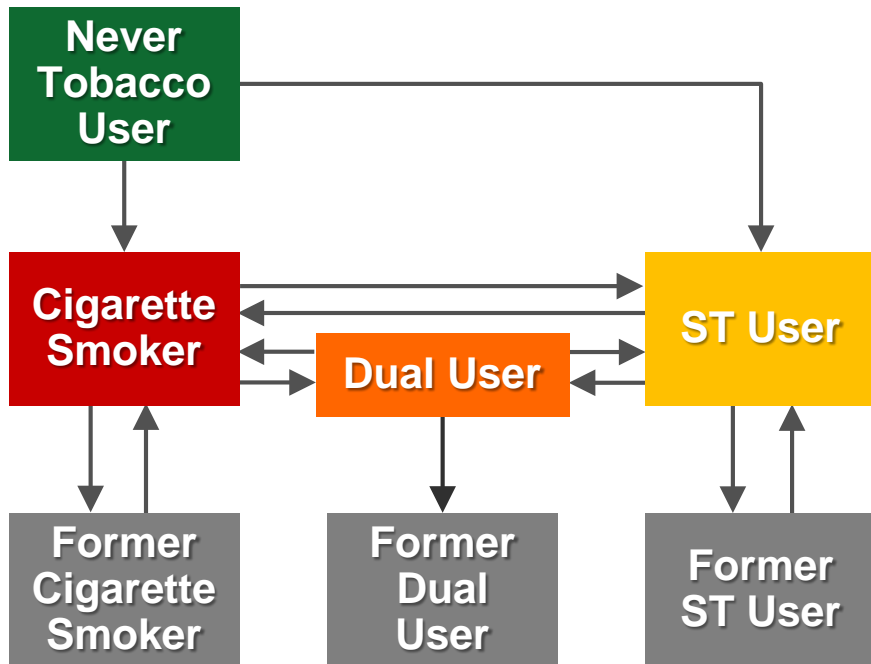 Never
Tobacco
User
Cigarette
Smoker
ST User
Dual User
Former
Cigarette
Smoker
Former
Dual
User
Former
ST User